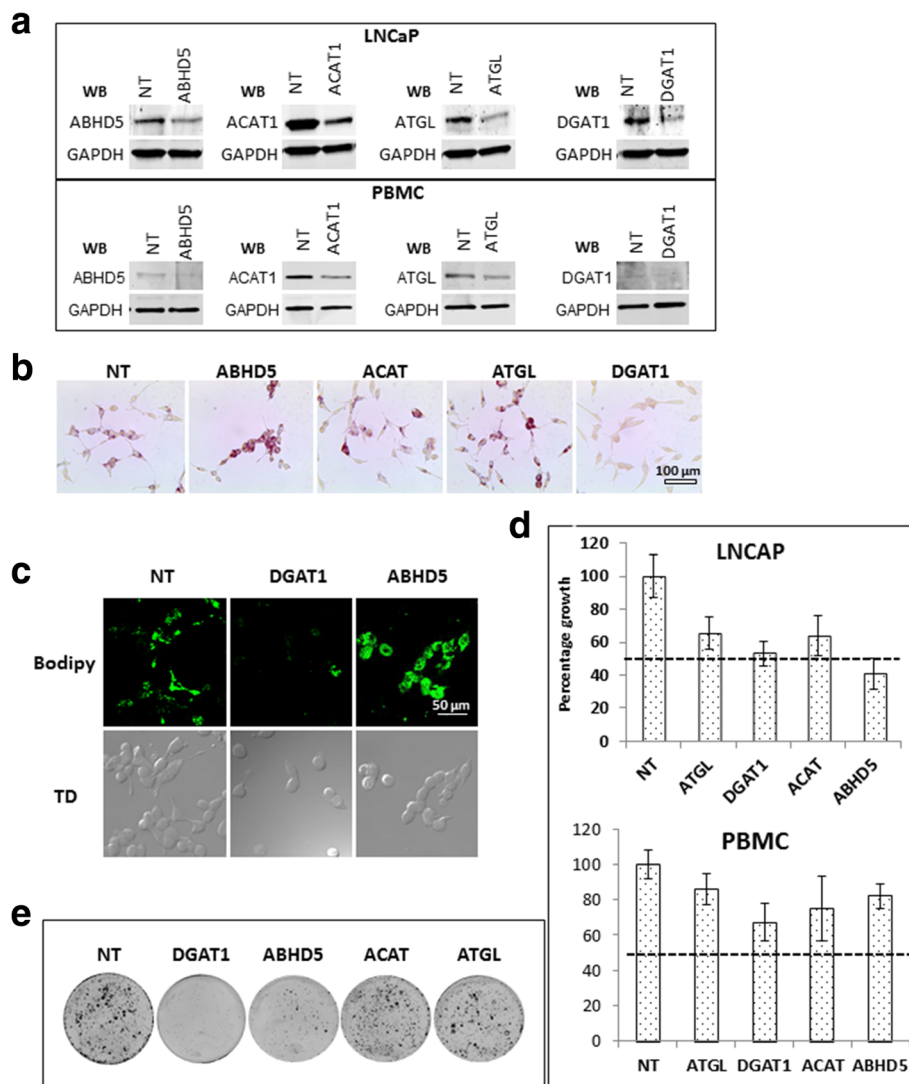 a
LNCaP
WB NT ABHD5 WB NT ACAT1 WB NT ATGL WB NT DGAT1
ABHD5 ACAT1 ATGL DGAT1
GAPDH GAPDH GAPDH GAPDH
PBMC
WB NT ABHD5 WB NT ACAT1 WB NT ATGL WB NT DGAT1
ABHD5 ACAT1 ATGL DGAT1
GAPDH GAPDH GAPDH GAPDH
b
NT ABHD5 ACAT ATGL DGAT1
100 µm
c
NT DGAT1 ABHD5
Bodipy
50 µm
TD
d
LNCAP
Percentage growth
120
100
80
60
40
20
0
NT ATGL DGAT1 ACAT ABHD5
PBMC
120
100
80
60
40
20
0
NT ATGL DGAT1 ACAT ABHD5
e
NT DGAT1 ABHD5 ACAT ATGL